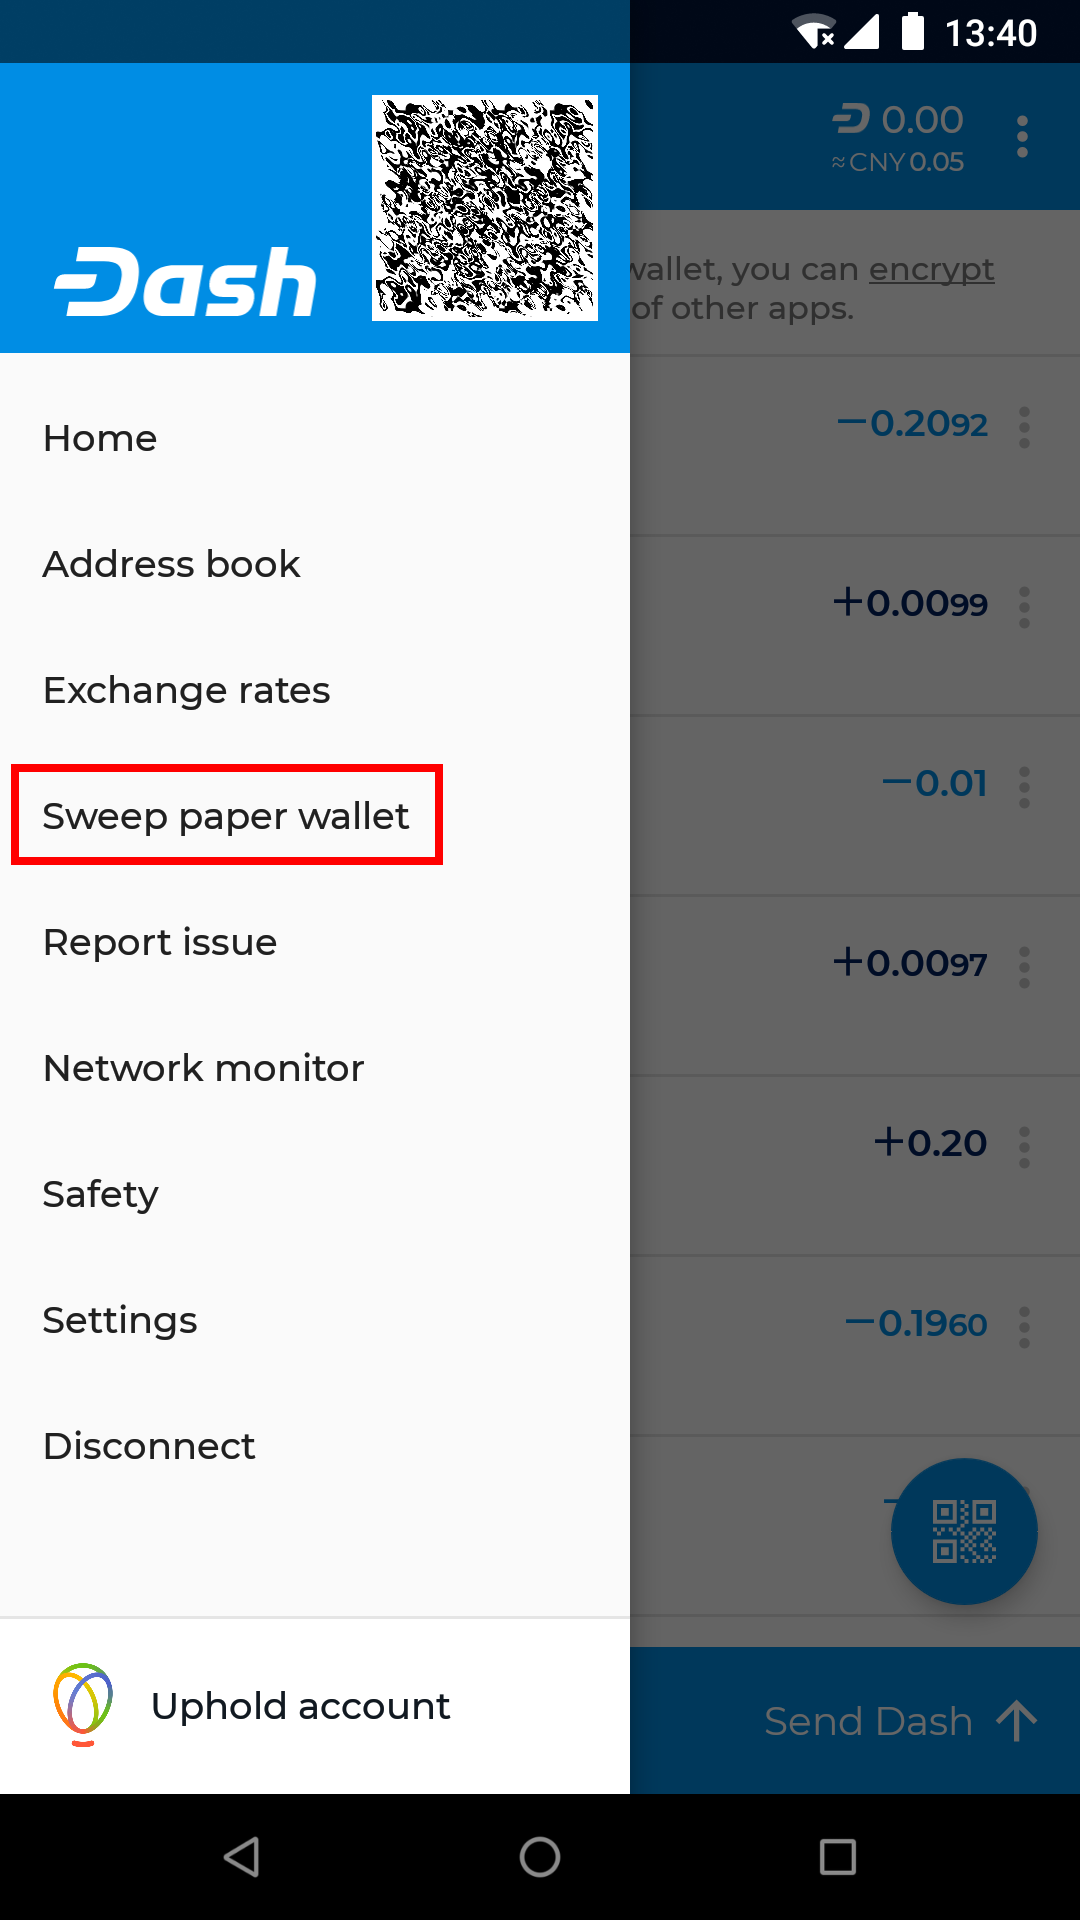 13:40
Dash
0.00
≈CNY 0.05
wallet, you can encrypt
of other apps.
Home
−0.2092
Address book
+0.0099
Exchange rates
−0.01
Sweep paper wallet
Report issue
+0.0097
Network monitor
+0.20
Safety
Settings
−0.1960
Disconnect
Uphold account
Send Dash